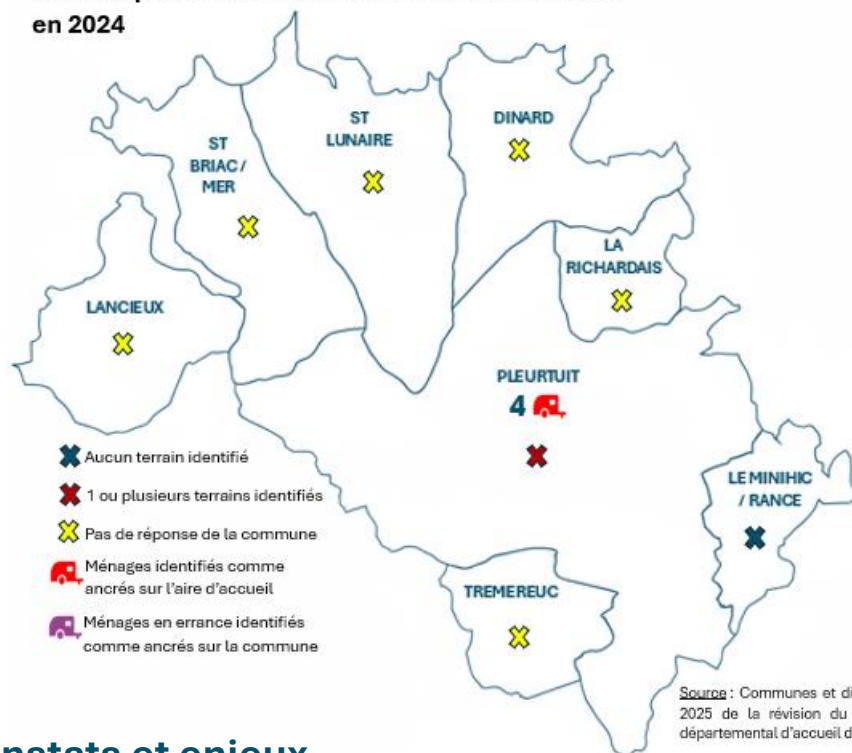 en 2024
ST
BRIAC /
MER
ST
LUNAIRE
DINARD
LA
RICHARDAIS
LANCIEUX
PLEURTUIT
4
LE MINIHIC
/ RANCE
TREMEREUC
Aucun terrain identifié
1 ou plusieurs terrains identifiés
Pas de réponse de la commune
Ménages identifiés comme
ancrés sur l'aire d'accueil
Ménages en errance identifiés
comme ancrés sur la commune
Source : Communes et
2025 de la révision du
départemental d'accueil
et enjeux